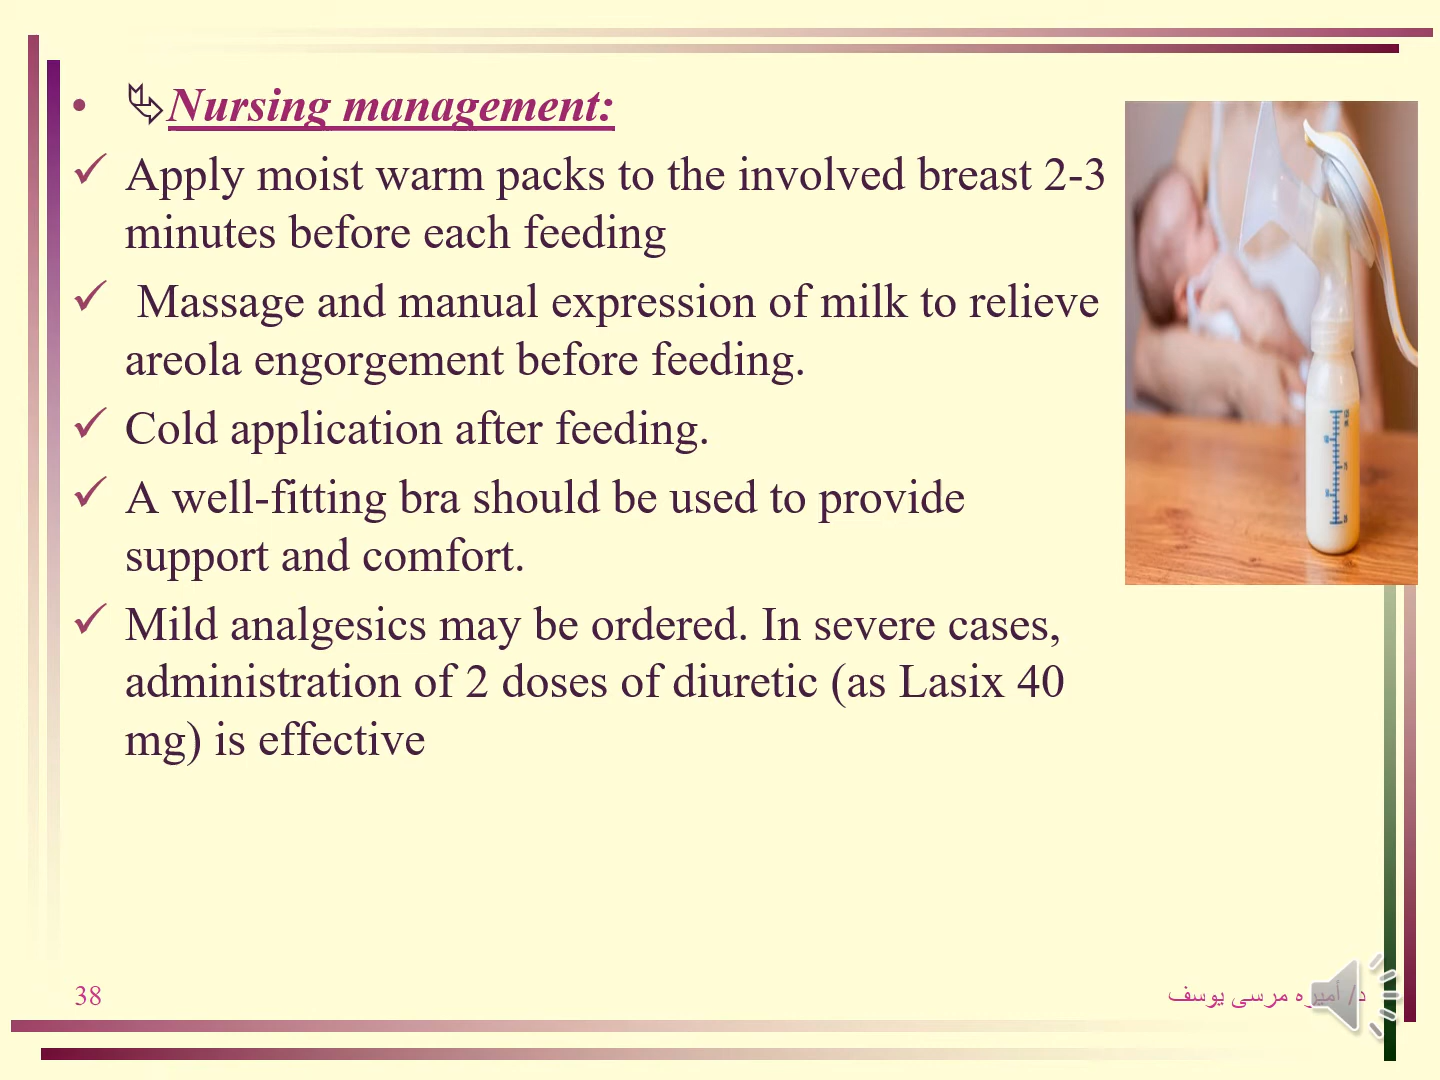 • Nursing management:
✓ Apply moist warm packs to the involved breast 2-3
minutes before each feeding
✓ Massage and manual expression of milk to relieve
areola engorgement before feeding.
✓ Cold application after feeding.
✓ A well-fitting bra should be used to provide
support and comfort.
✓ Mild analgesics may be ordered. In severe cases,
administration of 2 doses of diuretic (as Lasix 40
mg) is effective
38
د/ أميره مرسى يوسف